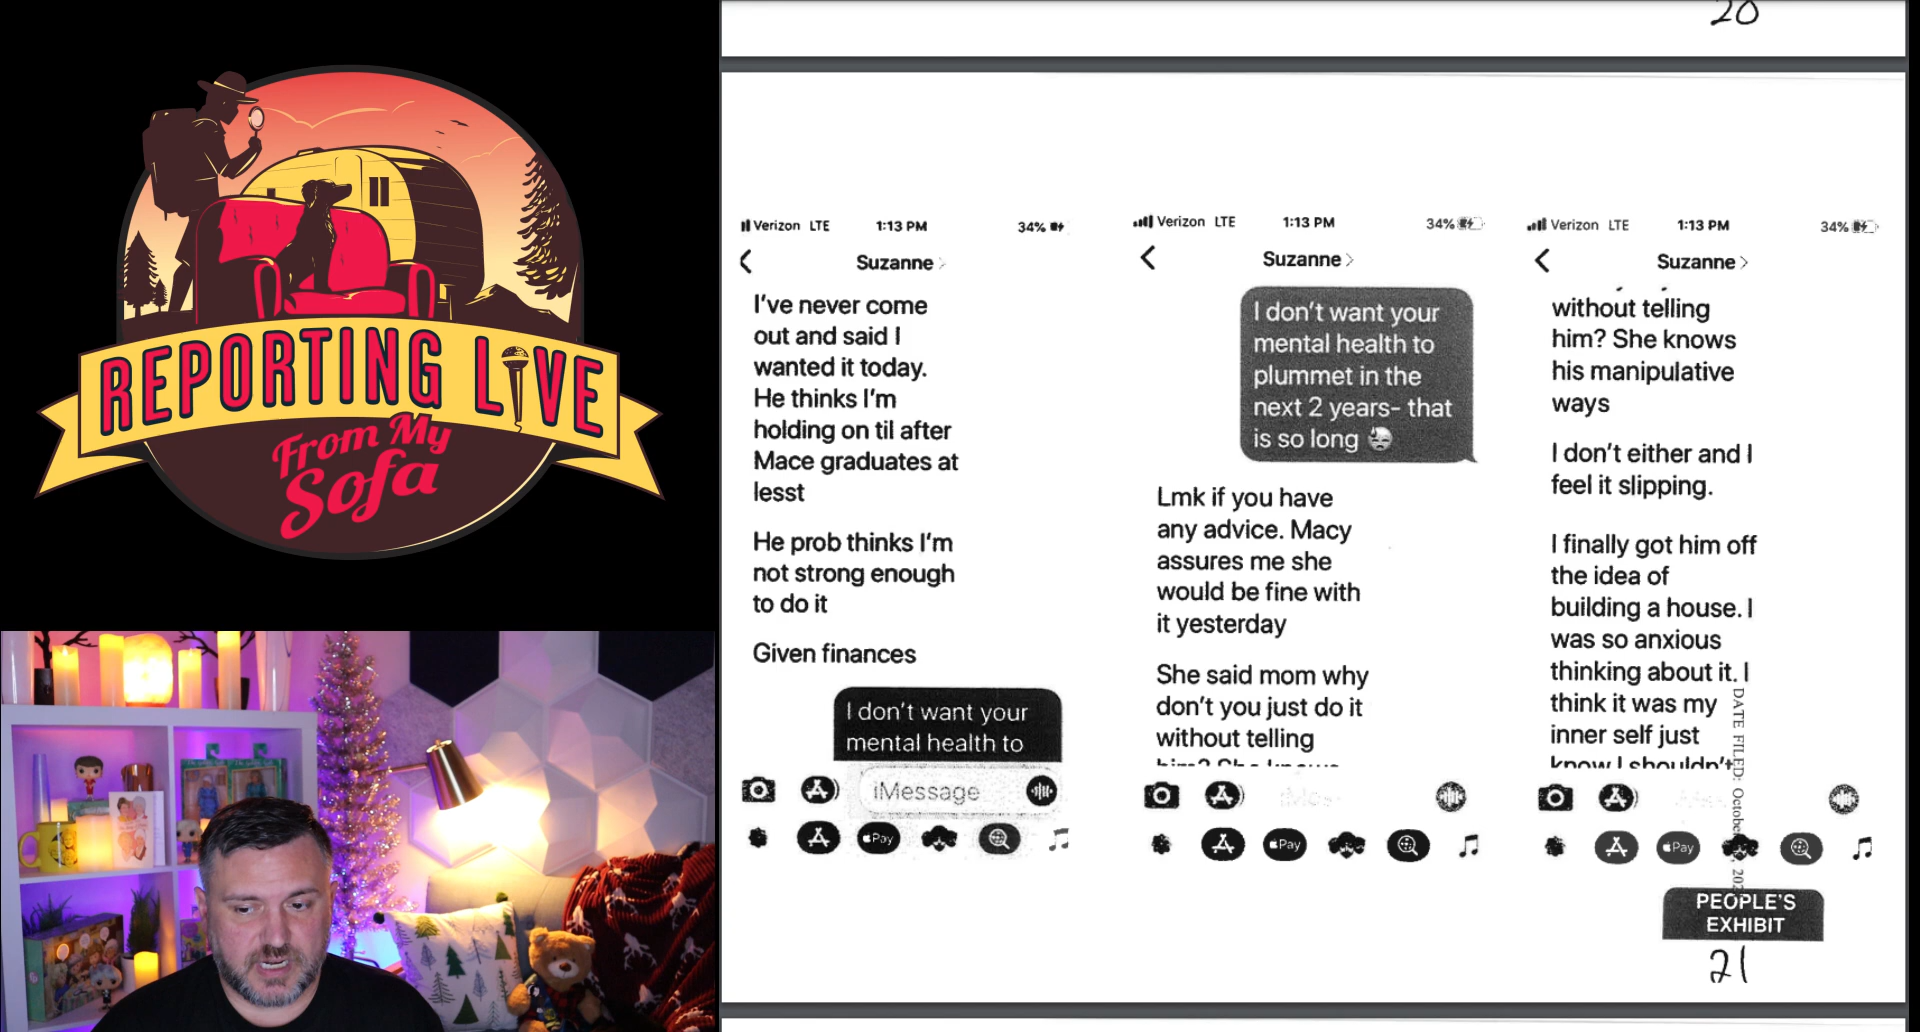 REPORTING LIVE
From My
Sofa
20
Verizon LTE 1:13 PM 34%
Suzanne
I've never come
out and said I
wanted it today.
He thinks I'm
holding on til after
Mace graduates at
lesst
He prob thinks I'm
not strong enough
to do it
Given finances
I don't want your
mental health to
iMessage
Pay
Verizon LTE 1:13 PM 34%
Suzanne
I don't want your
mental health to
plummet in the
next 2 years- that
is so long
Lmk if you have
any advice. Macy
assures me she
would be fine with
it yesterday
She said mom why
don't you just do it
without telling
him? She knows
Pay
Verizon LTE 1:13 PM 34%
Suzanne
without telling
him? She knows
his manipulative
ways
I don't either and I
feel it slipping.
I finally got him off
the idea of
building a house. I
was so anxious
thinking about it. I
think it was my
inner self just
know I shouldn't
Pay
DATE FILED: October
PEOPLE'S
EXHIBIT
21